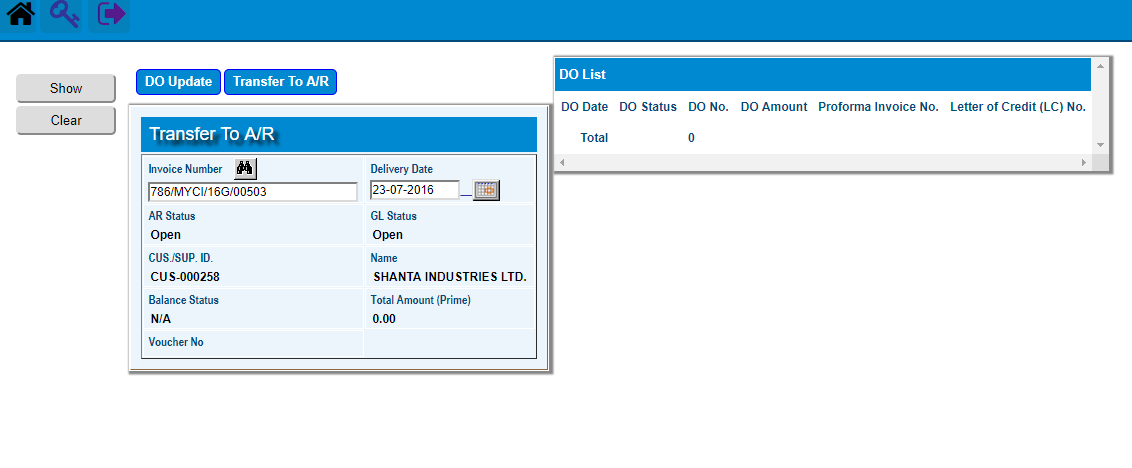 Show
Clear
DO Update Transfer To A/R
Transfer To A/R
Invoice Number Delivery Date
786/MYCI/16G/00503 23-07-2016
AR Status GL Status
Open Open
CUS./SUP. ID. Name
CUS-000258 SHANTA INDUSTRIES LTD.
Balance Status Total Amount (Prime)
N/A 0.00
Voucher No
DO List
DO Date DO Status DO No. DO Amount Proforma Invoice No. Letter of Credit (LC) No.
Total 0